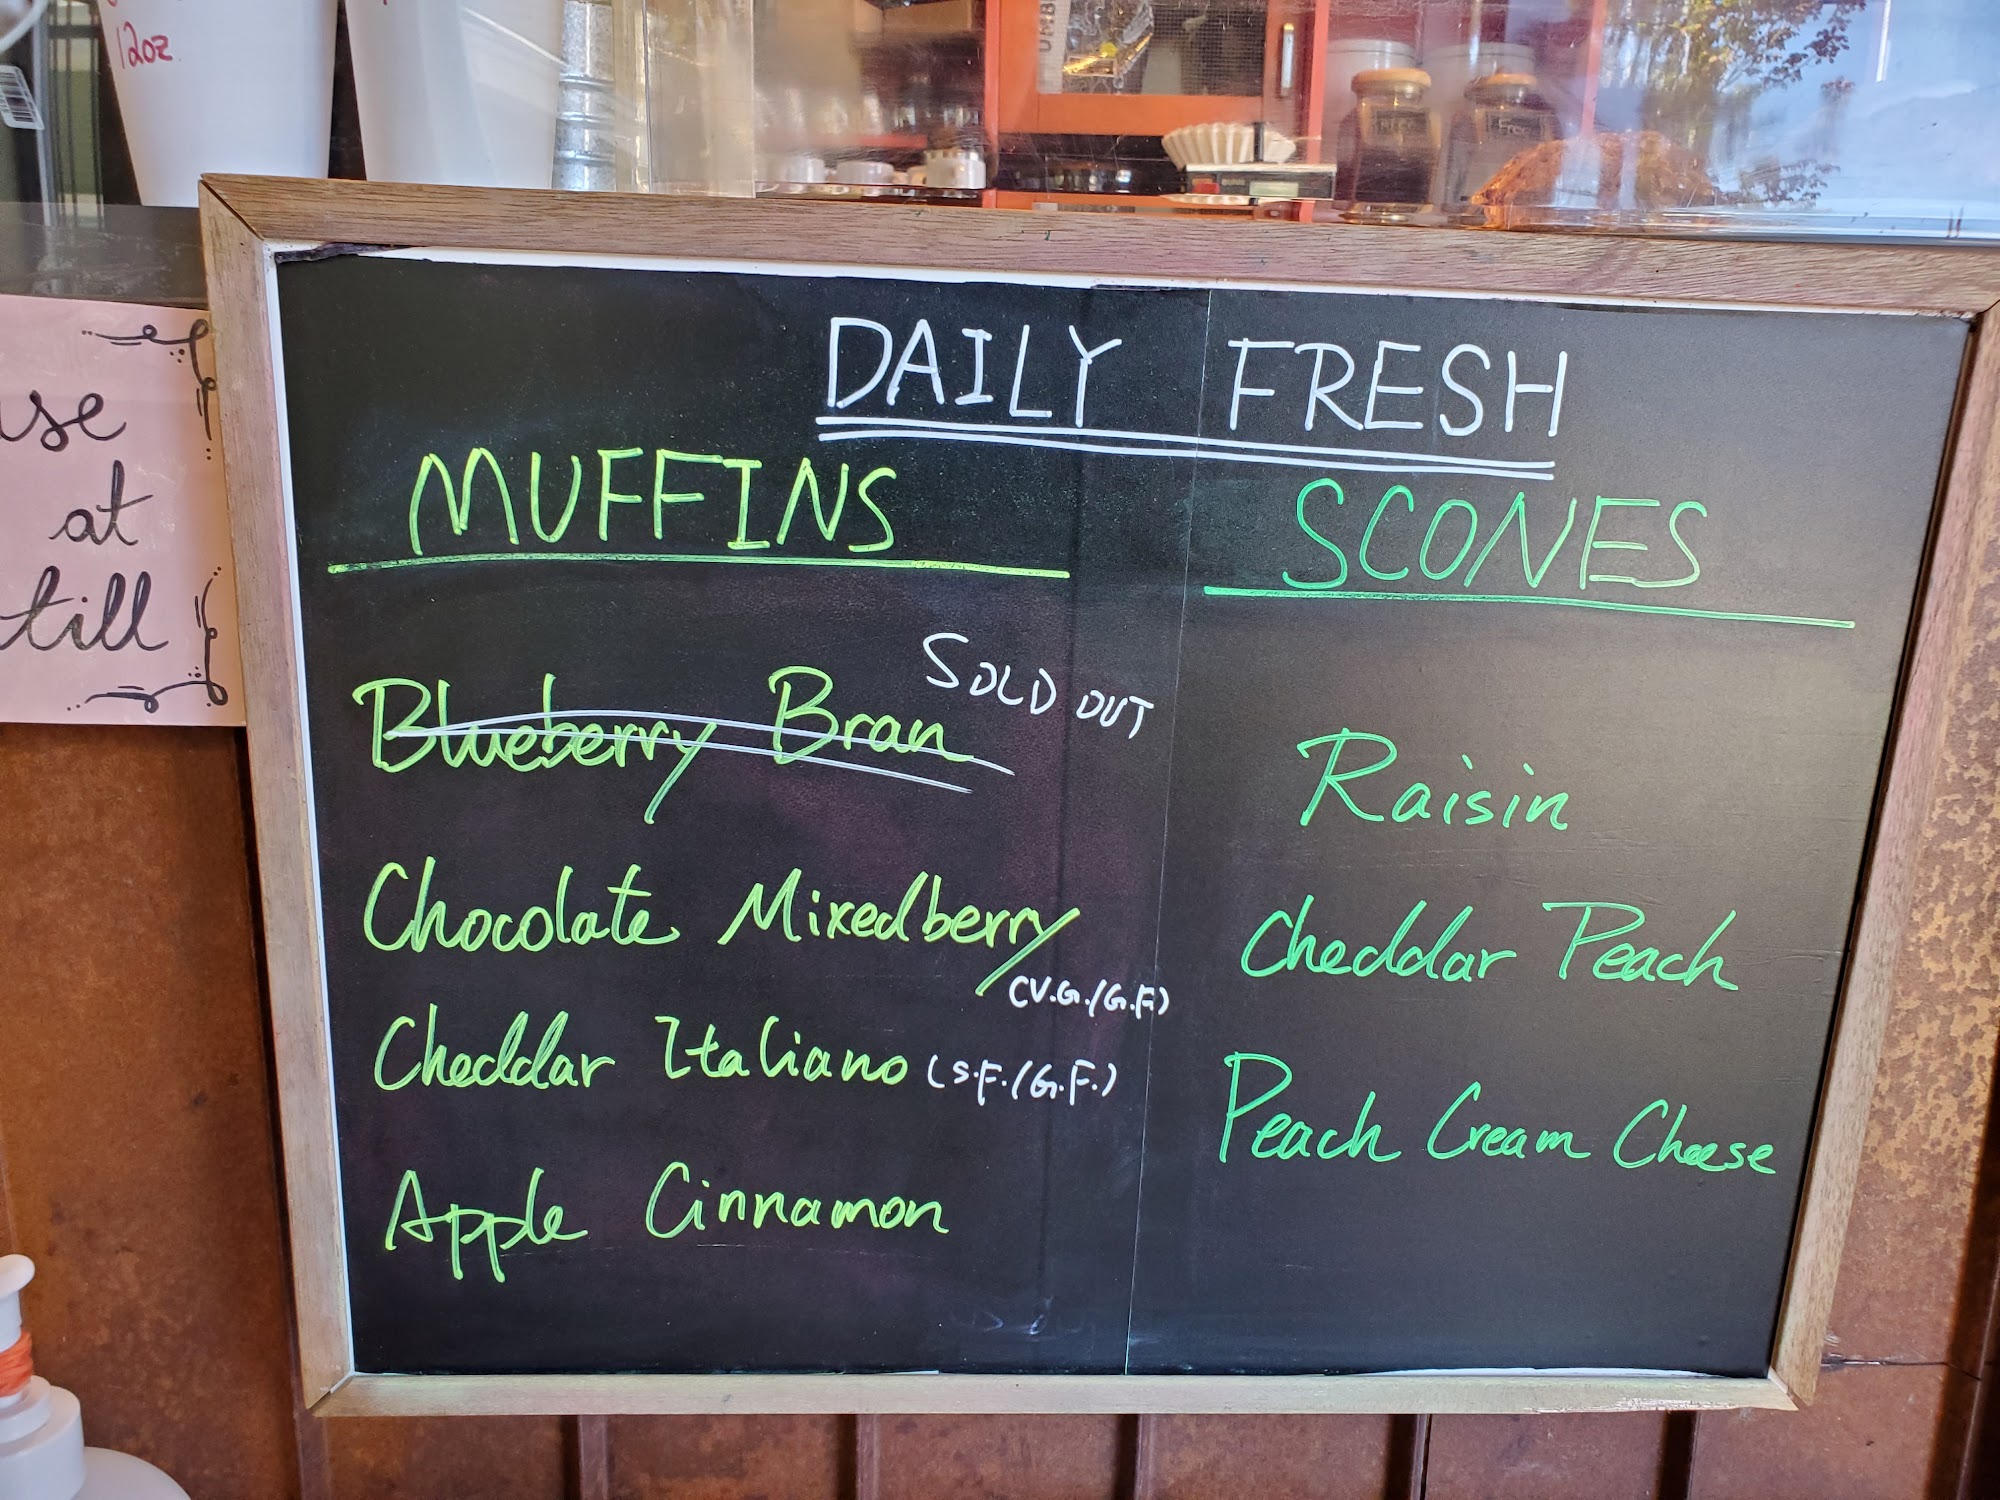 12oz
use
at
till
DAILY FRESH
MUFFINS
Blueberry Bran SOLD OUT
Chocolate Mixedberry
(V.G./G.F)
Cheddar Italiano (S.F./G.F.)
Apple Cinnamon
SCONES
Raisin
Cheddar Peach
Peach Cream Cheese